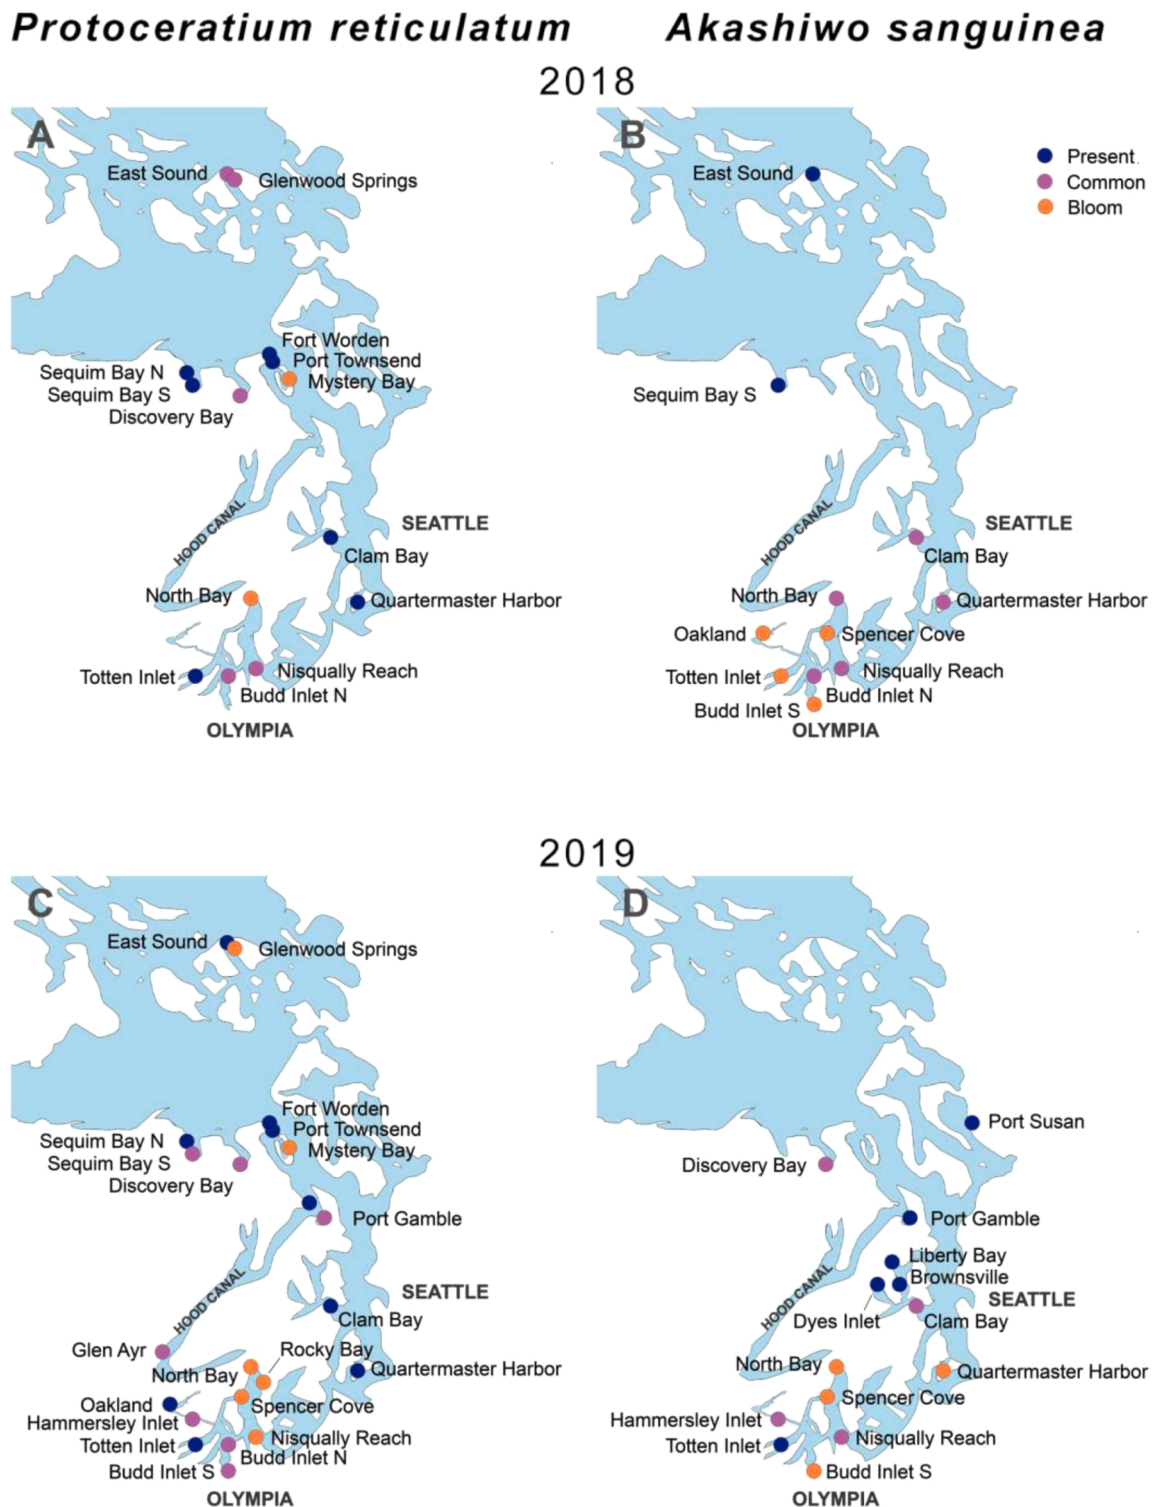 Protoceratium reticulatum
Akashiwo sanguinea
2018
A
East Sound
Glenwood Springs
Fort Worden
Port Townsend
Mystery Bay
Sequim Bay N
Sequim Bay S
Discovery Bay
HOOD CANAL
SEATTLE
Clam Bay
North Bay
Quartermaster Harbor
Totten Inlet
Nisqually Reach
Budd Inlet N
OLYMPIA
B
Present
Common
Bloom
East Sound
Sequim Bay S
HOOD CANAL
SEATTLE
Clam Bay
North Bay
Quartermaster Harbor
Oakland
Spencer Cove
Totten Inlet
Nisqually Reach
Budd Inlet N
Budd Inlet S
OLYMPIA
2019
C
East Sound
Glenwood Springs
Fort Worden
Port Townsend
Mystery Bay
Sequim Bay N
Sequim Bay S
Discovery Bay
Port Gamble
HOOD CANAL
SEATTLE
Clam Bay
Glen Ayr
Rocky Bay
North Bay
Quartermaster Harbor
Oakland
Spencer Cove
Hammersley Inlet
Totten Inlet
Nisqually Reach
Budd Inlet N
Budd Inlet S
OLYMPIA
D
Port Susan
Discovery Bay
Port Gamble
Liberty Bay
Brownsville
HOOD CANAL
SEATTLE
Dyes Inlet
Clam Bay
North Bay
Quartermaster Harbor
Spencer Cove
Hammersley Inlet
Totten Inlet
Nisqually Reach
Budd Inlet S
OLYMPIA